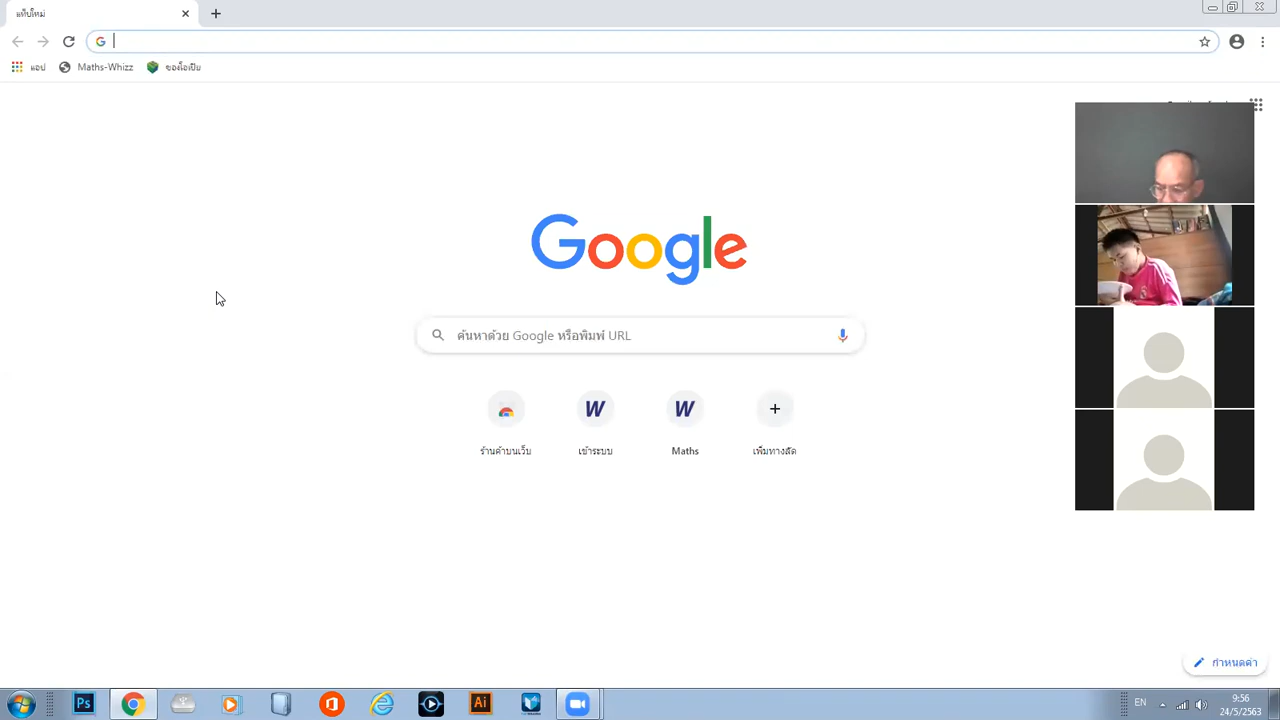 แท็บใหม่
แอป
Maths-Whizz
ของโอเปิ้ม
Google
ค้นหาด้วย Google หรือพิมพ์ URL
W
W
ร้านค้าบนเว็บ
เข้าระบบ
Maths
เพิ่มทางลัด
กำหนดค่า
Ps
Ai
EN
9:56
24/5/2563